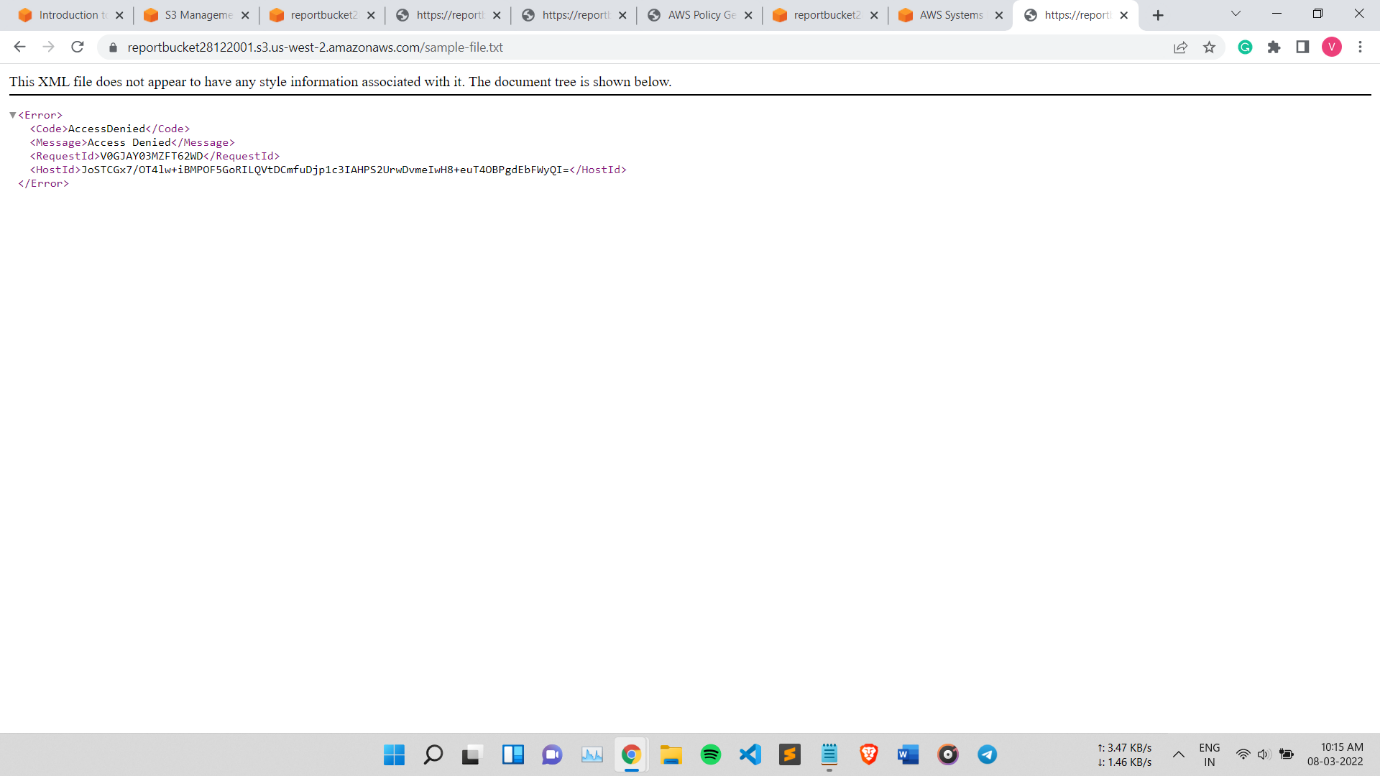 Introduction t
S3 Manageme
reportbucket2
https://report
https://report
AWS Policy Ge
reportbucket2
AWS Systems
https://report
reportbucket28122001.s3.us-west-2.amazonaws.com/sample-file.txt
V
This XML file does not appear to have any style information associated with it. The document tree is shown below.
<Error>
<Code>AccessDenied</Code>
<Message>Access Denied</Message>
<RequestId>V0GJAY03MZFT62WD</RequestId>
<HostId>JoSTCGx7/OT4lw+iBMPOF5GoRILQVtDCmfuDjp1c3IAHPS2UrwDvmeIwH8+euT4OBPgdEbFWyQI=</HostId>
</Error>
↑: 3.47 KB/s
↓: 1.46 KB/s
ENG
IN
10:15 AM
08-03-2022